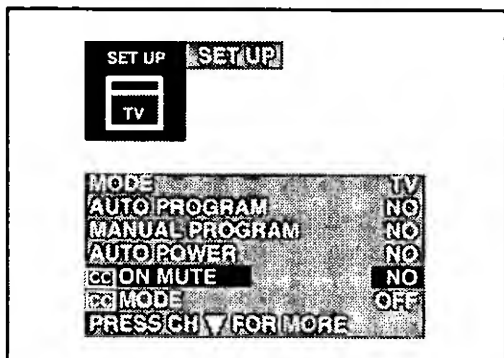 SET UP SET UP
TV
MODE TV
AUTO PROGRAM NO
MANUAL PROGRAM NO
AUTO POWER NO
CC ON MUTE NO
CC MODE OFF
PRESS CH ▼ FOR MORE